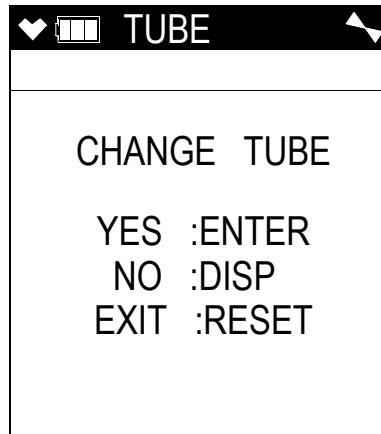 TUBE
CHANGE TUBE
YES :ENTER
NO :DISP
EXIT :RESET